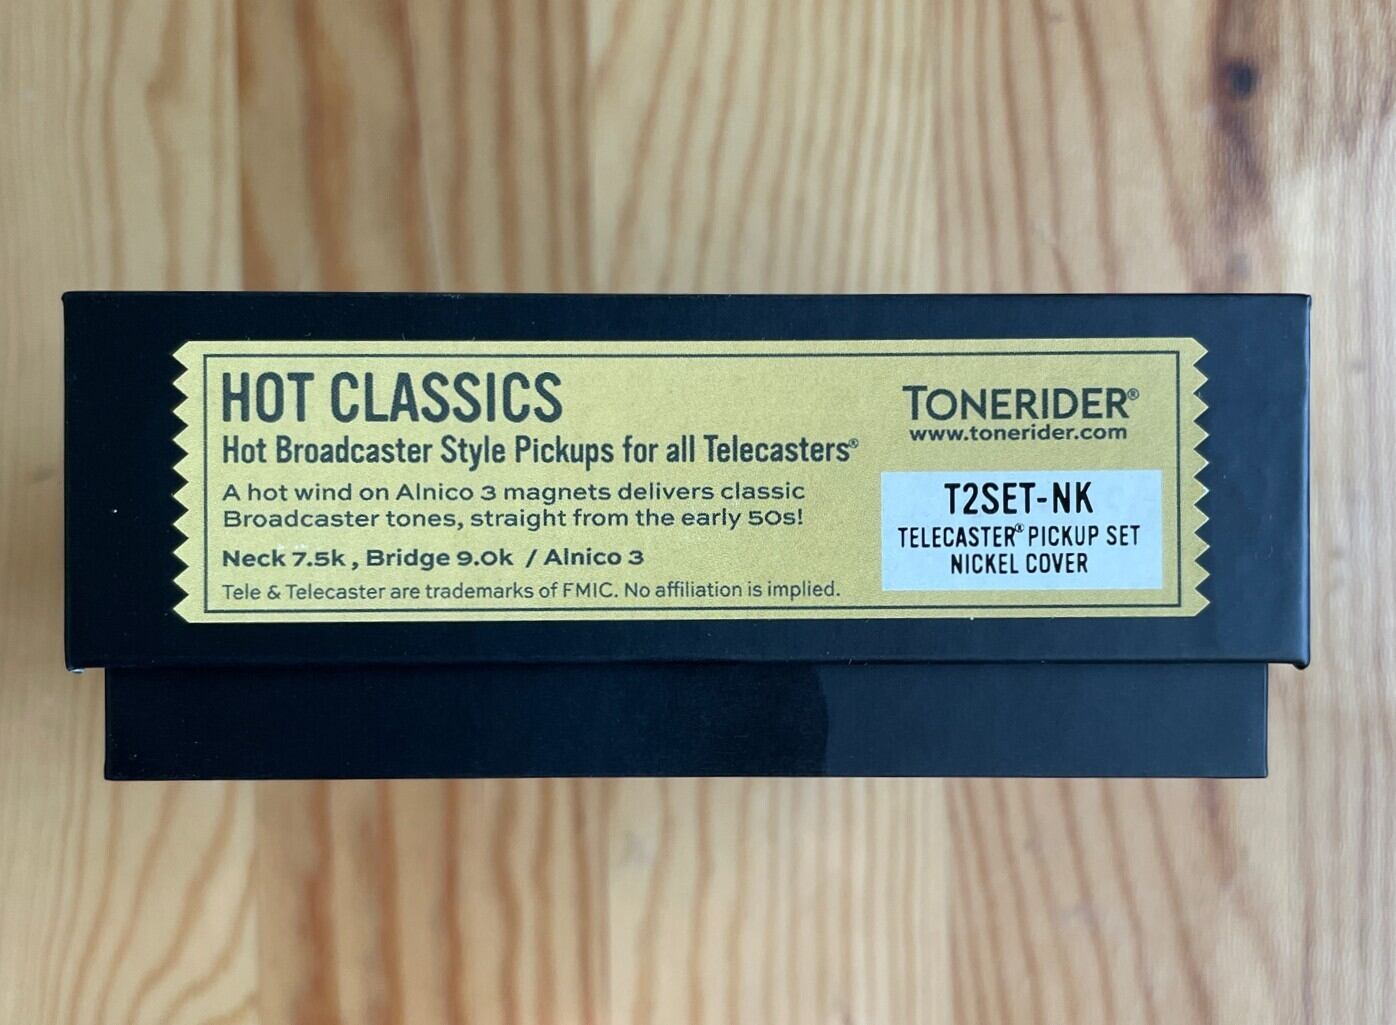 HOT CLASSICS
Hot Broadcaster Style Pickups for all Telecasters®
A hot wind on Alnico 3 magnets delivers classic
Broadcaster tones, straight from the early 50s!
Neck 7.5k , Bridge 9.0k / Alnico 3
Tele & Telecaster are trademarks of FMIC. No affiliation is implied.
TONERIDER®
www.tonerider.com
T2SET-NK
TELECASTER® PICKUP SET
NICKEL COVER